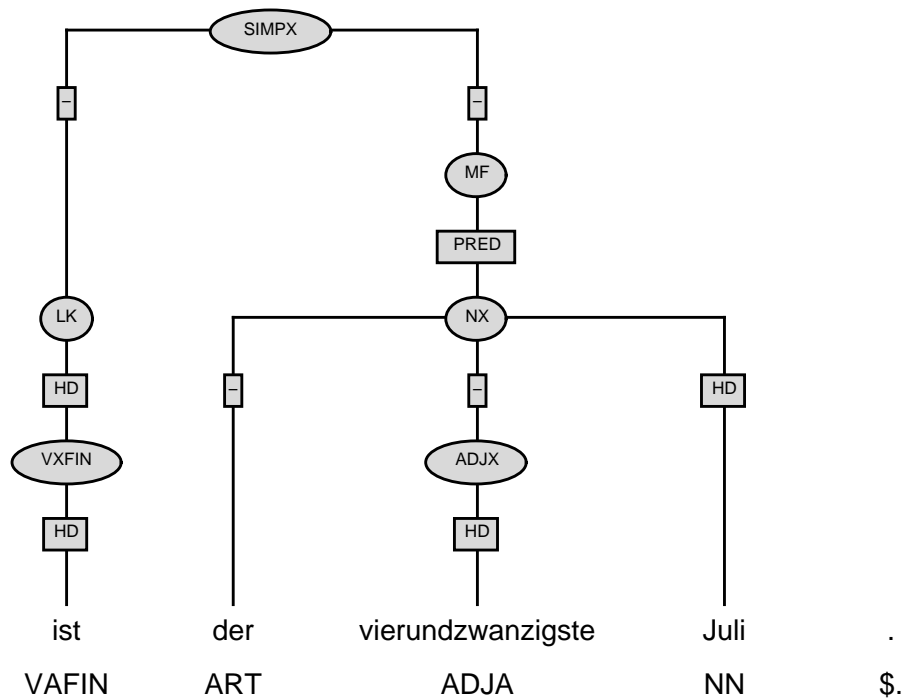 SIMPX
– –
MF
PRED
LK NX
HD – – HD
VXFIN ADJX
HD HD
ist der vierundzwanzigste Juli .
VAFIN ART ADJA NN $.